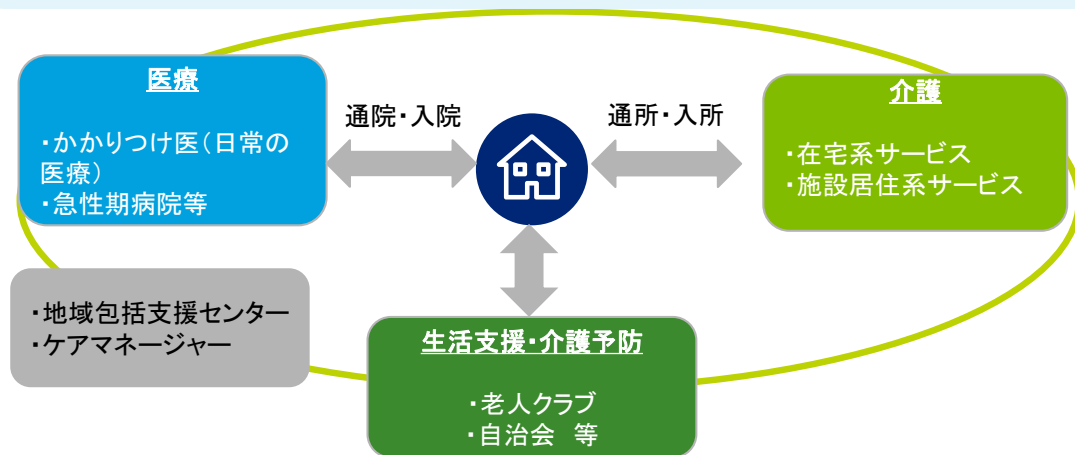 医療
・かかりつけ医(日常の
医療)
・急性期病院等
通院・入院
通所・入所
介護
・在宅系サービス
・施設居住系サービス
・地域包括支援センター
・ケアマネージャー
生活支援・介護予防
・老人クラブ
・自治会　等